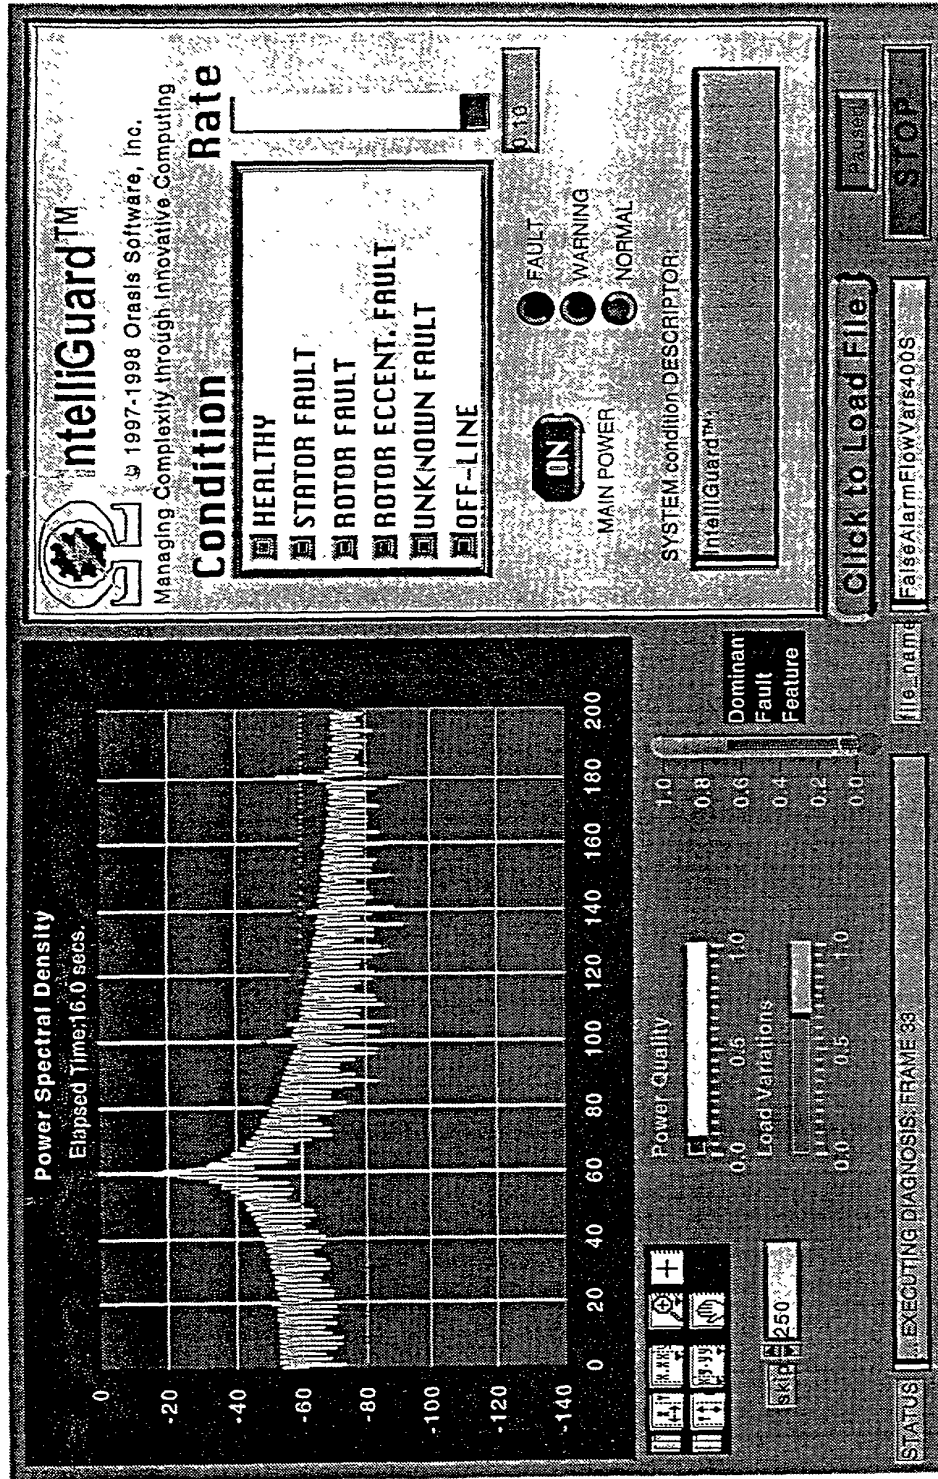 Power Spectral Density
Elapsed Time:16.0 secs.
0
-20
-40
-60
-80
-100
-120
-140
0 20 40 60 80 100 120 140 160 180 200
skip 250
Power Quality
0.0 0.5 1.0
Load Variations
0.0 0.5 1.0
1.0
0.8
0.6
0.4
0.2
0.0
Dominan
Fault
Feature
STATUS ...EXECUTING DIAGNOSIS: FRAME 33
IntelliGuard™
© 1997-1998 Orasis Software, Inc.
Managing Complexity through Innovative Computing
Condition Rate
HEALTHY
STATOR FAULT
ROTOR FAULT
ROTOR ECCENT. FAULT
UNKNOWN FAULT
OFF-LINE
0.10
ON
MAIN POWER
FAULT
WARNING
NORMAL
SYSTEM condition DESCRIPTOR:
IntelliGuard™:
Click to Load File
file_name FalseAlarmFlowVars400S
STOP